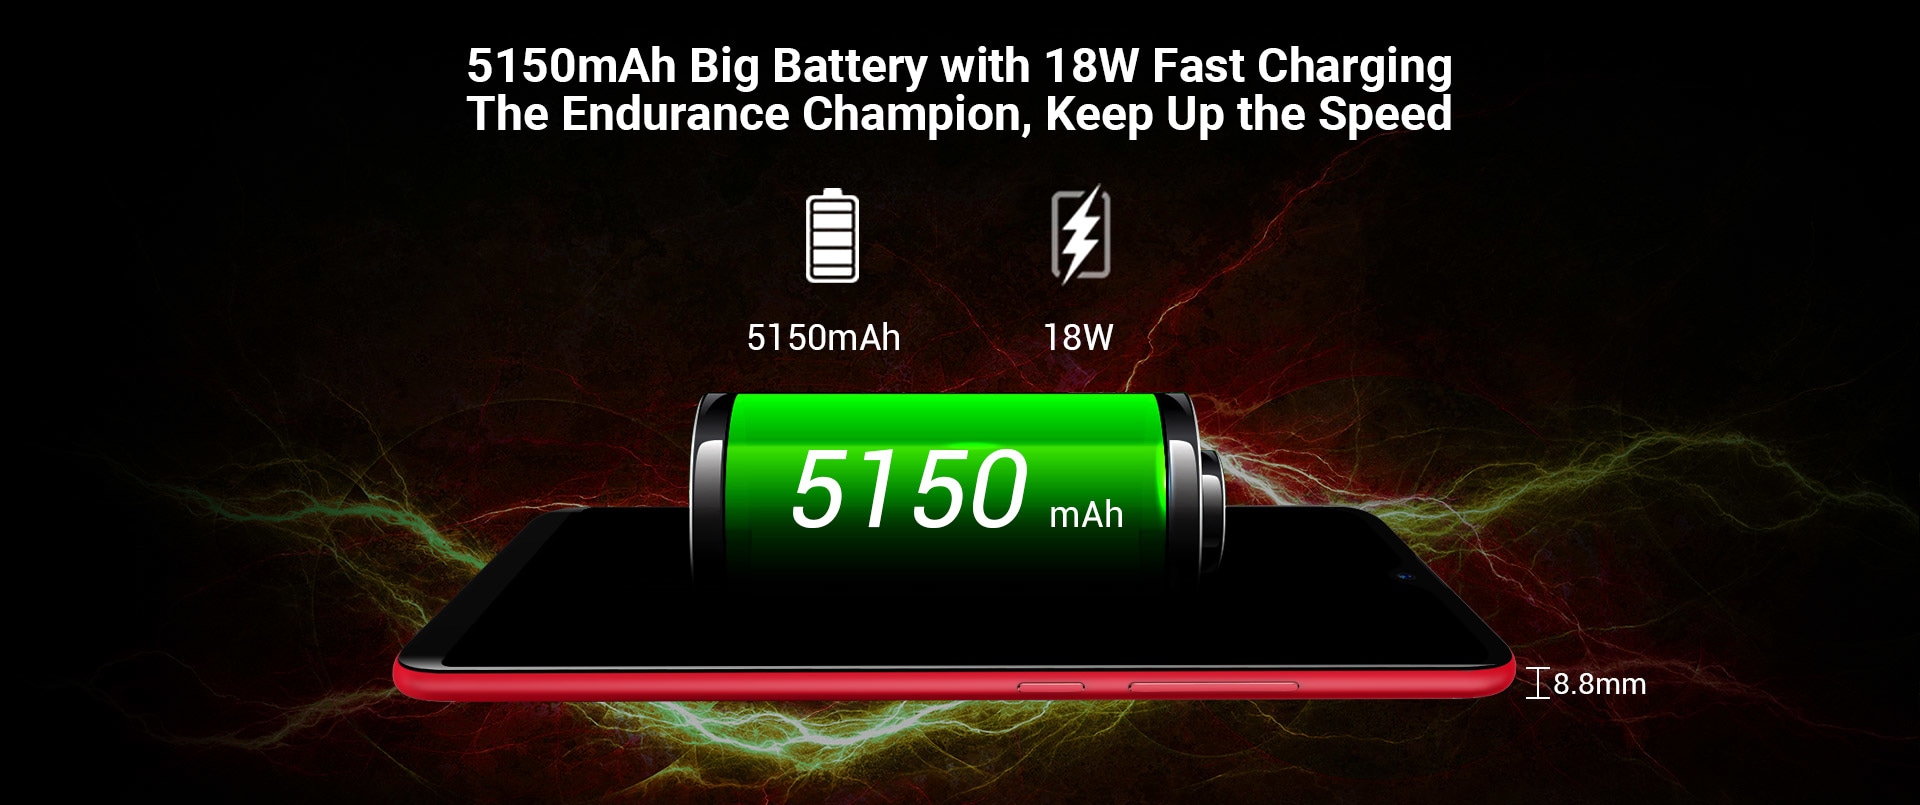 5150mAh Big Battery with 18W Fast Charging
The Endurance Champion, Keep Up the Speed
5150mAh
18W
5150 mAh
8.8mm